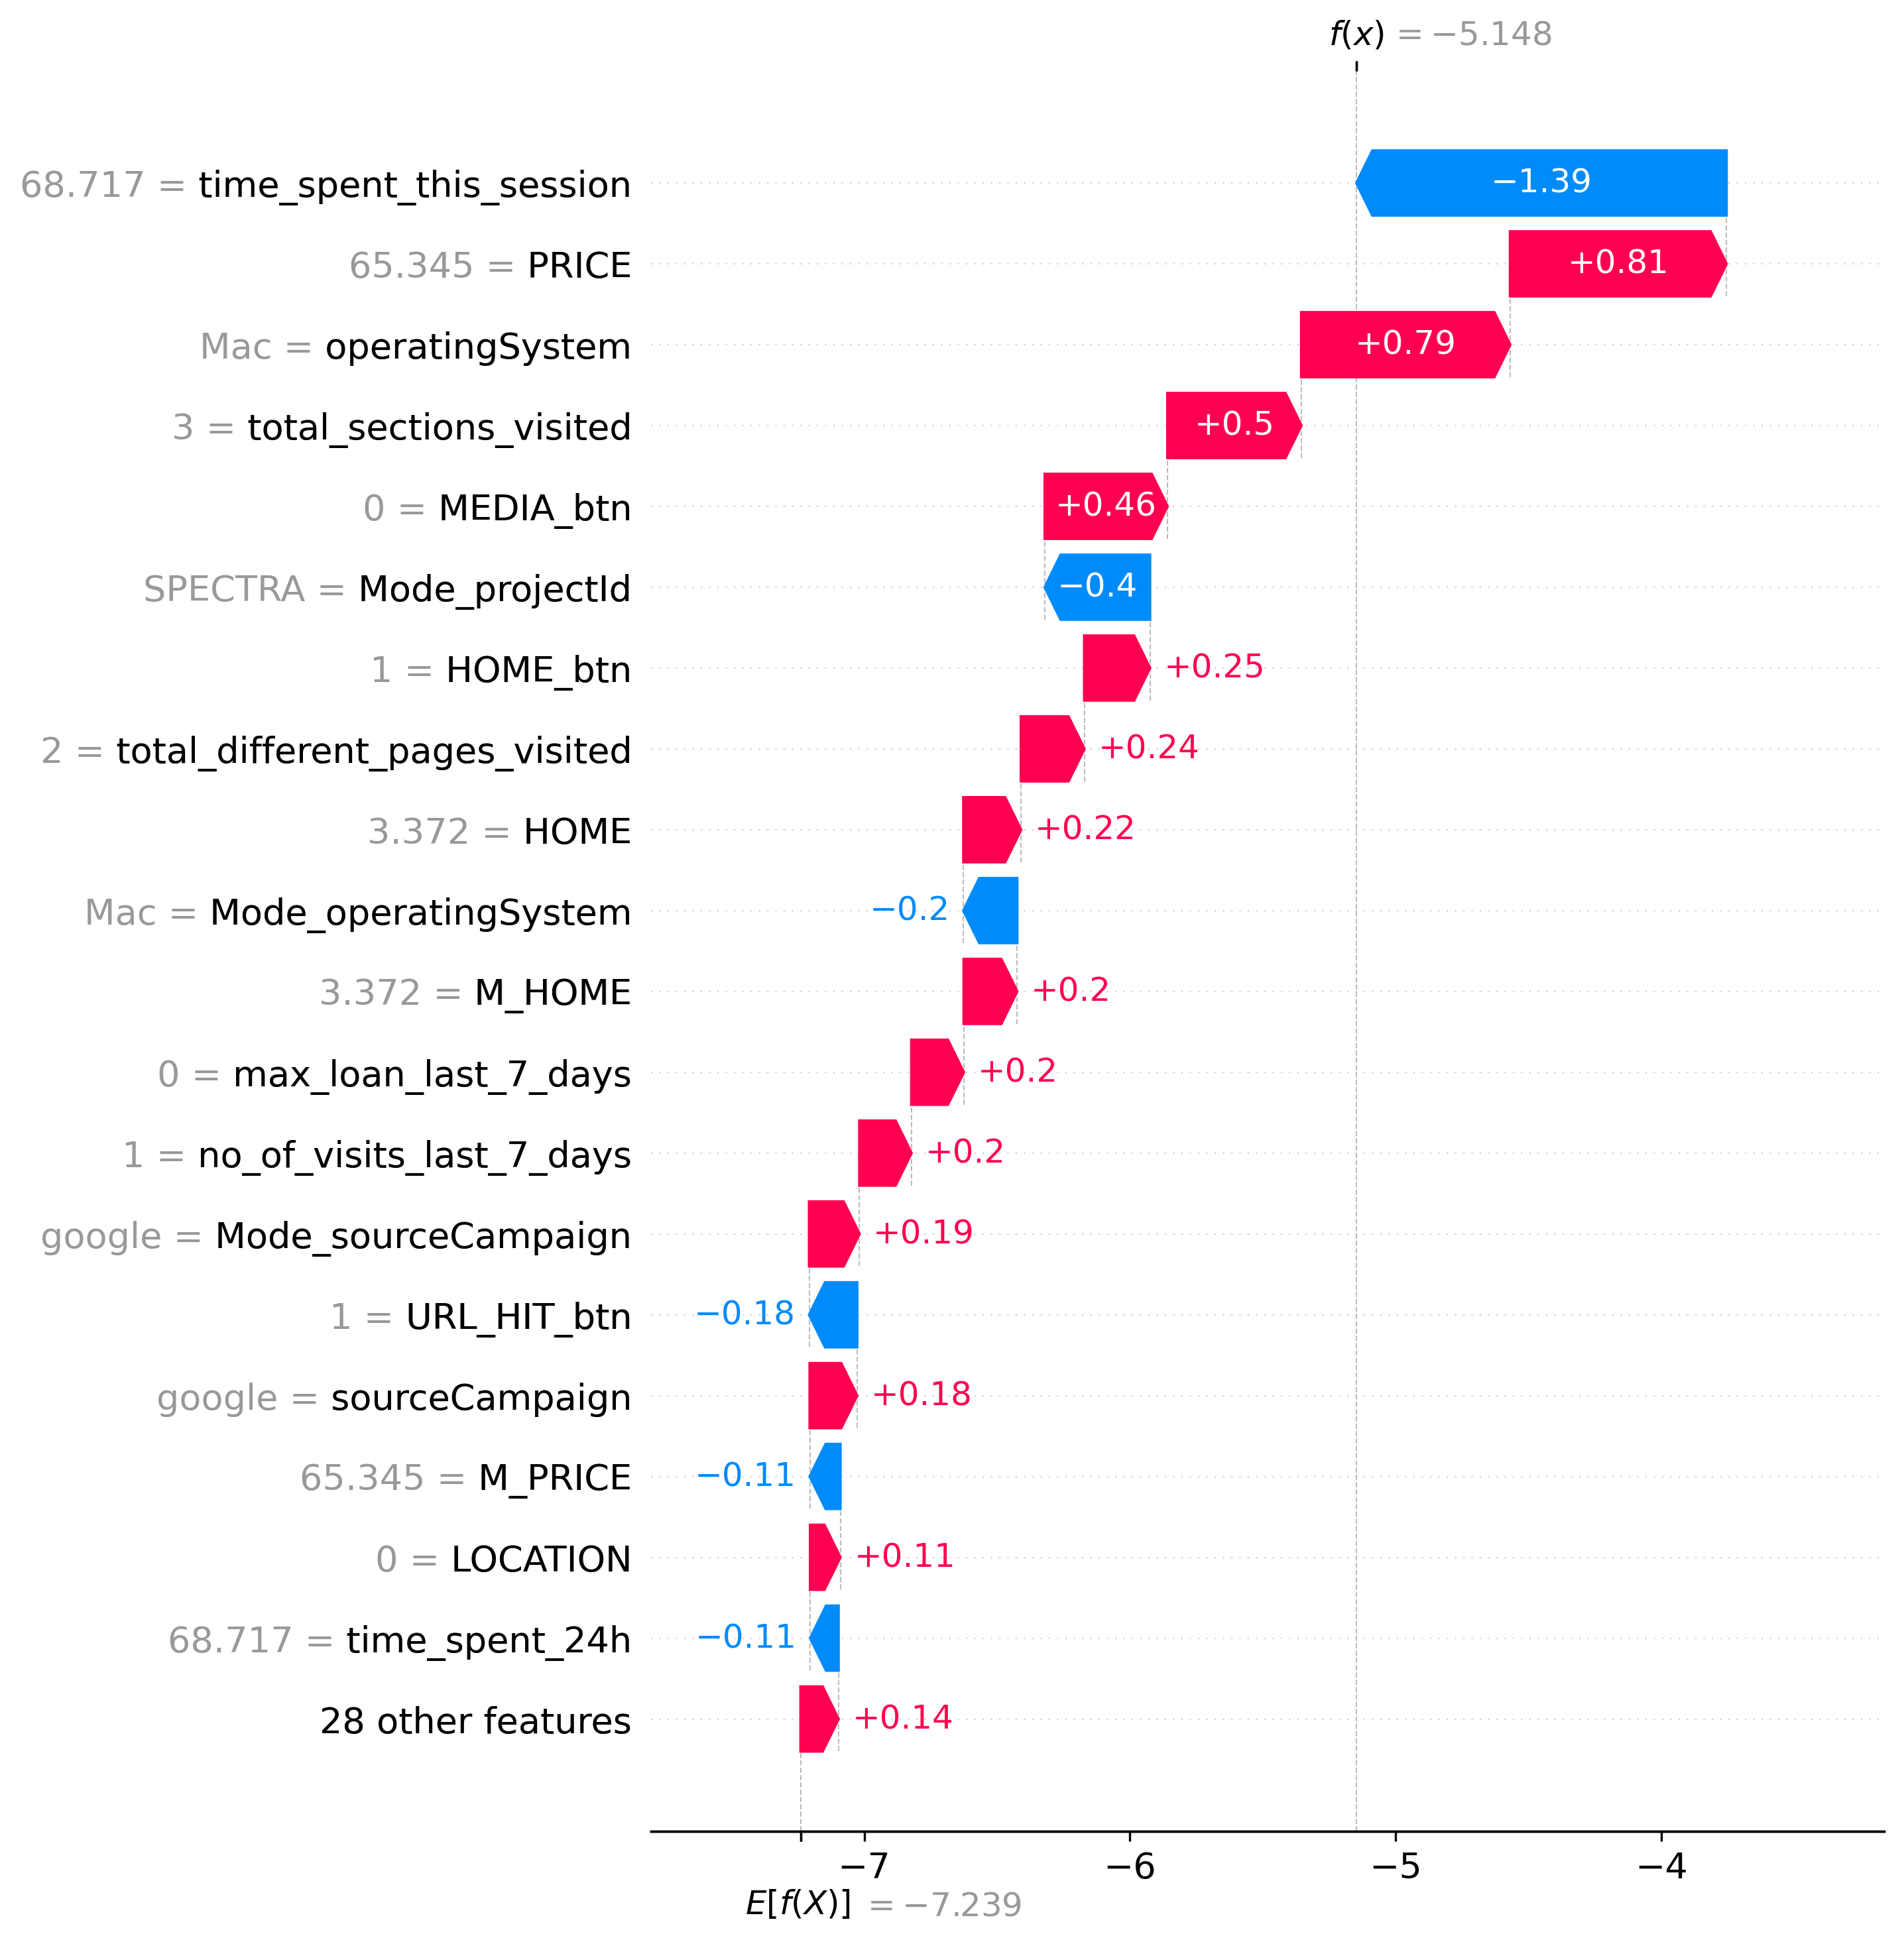 f(x) = −5.148
68.717 = time_spent_this_session −1.39
65.345 = PRICE +0.81
Mac = operatingSystem +0.79
3 = total_sections_visited +0.5
0 = MEDIA_btn +0.46
SPECTRA = Mode_projectId −0.4
1 = HOME_btn +0.25
2 = total_different_pages_visited +0.24
3.372 = HOME +0.22
Mac = Mode_operatingSystem −0.2
3.372 = M_HOME +0.2
0 = max_loan_last_7_days +0.2
1 = no_of_visits_last_7_days +0.2
google = Mode_sourceCampaign +0.19
1 = URL_HIT_btn −0.18
google = sourceCampaign +0.18
65.345 = M_PRICE −0.11
0 = LOCATION +0.11
68.717 = time_spent_24h −0.11
28 other features +0.14
−7 −6 −5 −4
E[f(X)] = −7.239